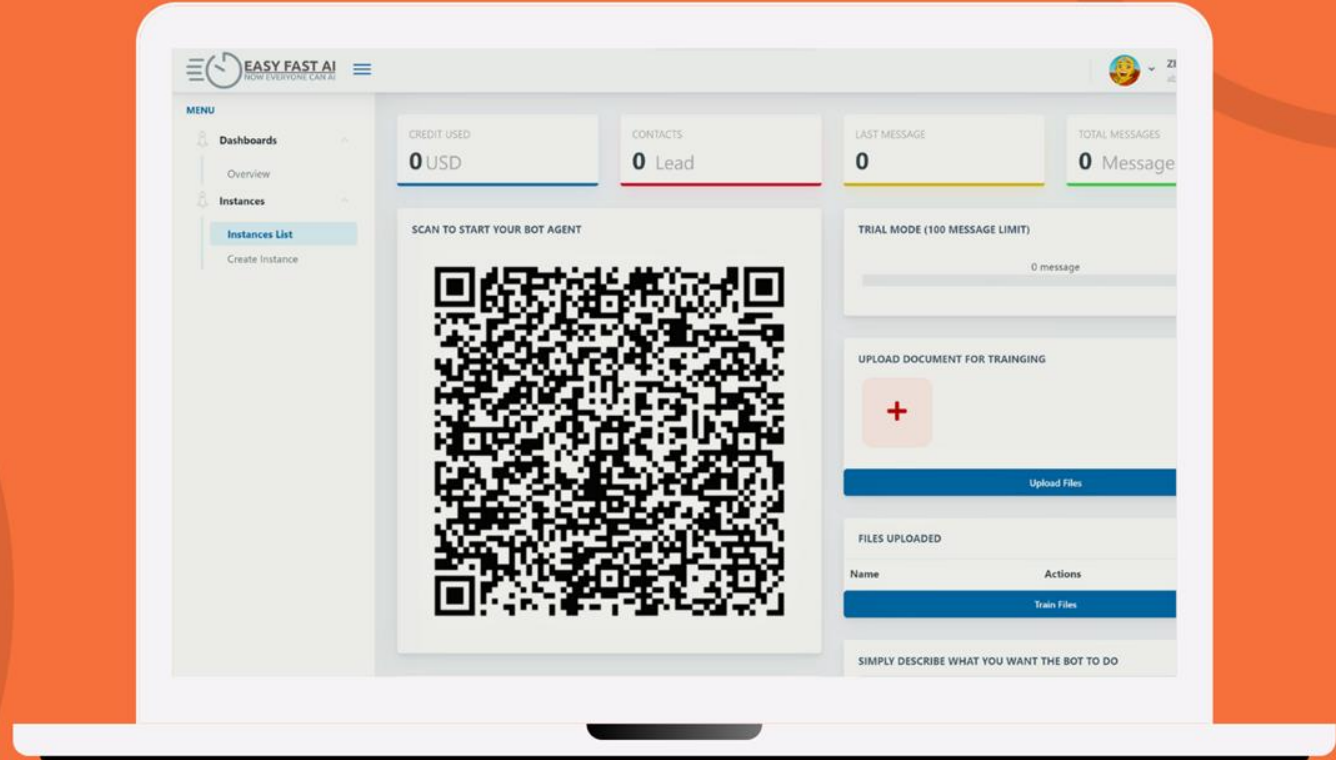 EASY FAST AI
NOW EVERYONE CAN AI
MENU
Dashboards
Overview
Instances
Instances List
Create Instance
CREDIT USED
0 USD
CONTACTS
0 Lead
LAST MESSAGE
0
TOTAL MESSAGES
0 Message
SCAN TO START YOUR BOT AGENT
TRIAL MODE (100 MESSAGE LIMIT)
0 message
UPLOAD DOCUMENT FOR TRAINGING
Upload Files
FILES UPLOADED
Name Actions
Train Files
SIMPLY DESCRIBE WHAT YOU WANT THE BOT TO DO